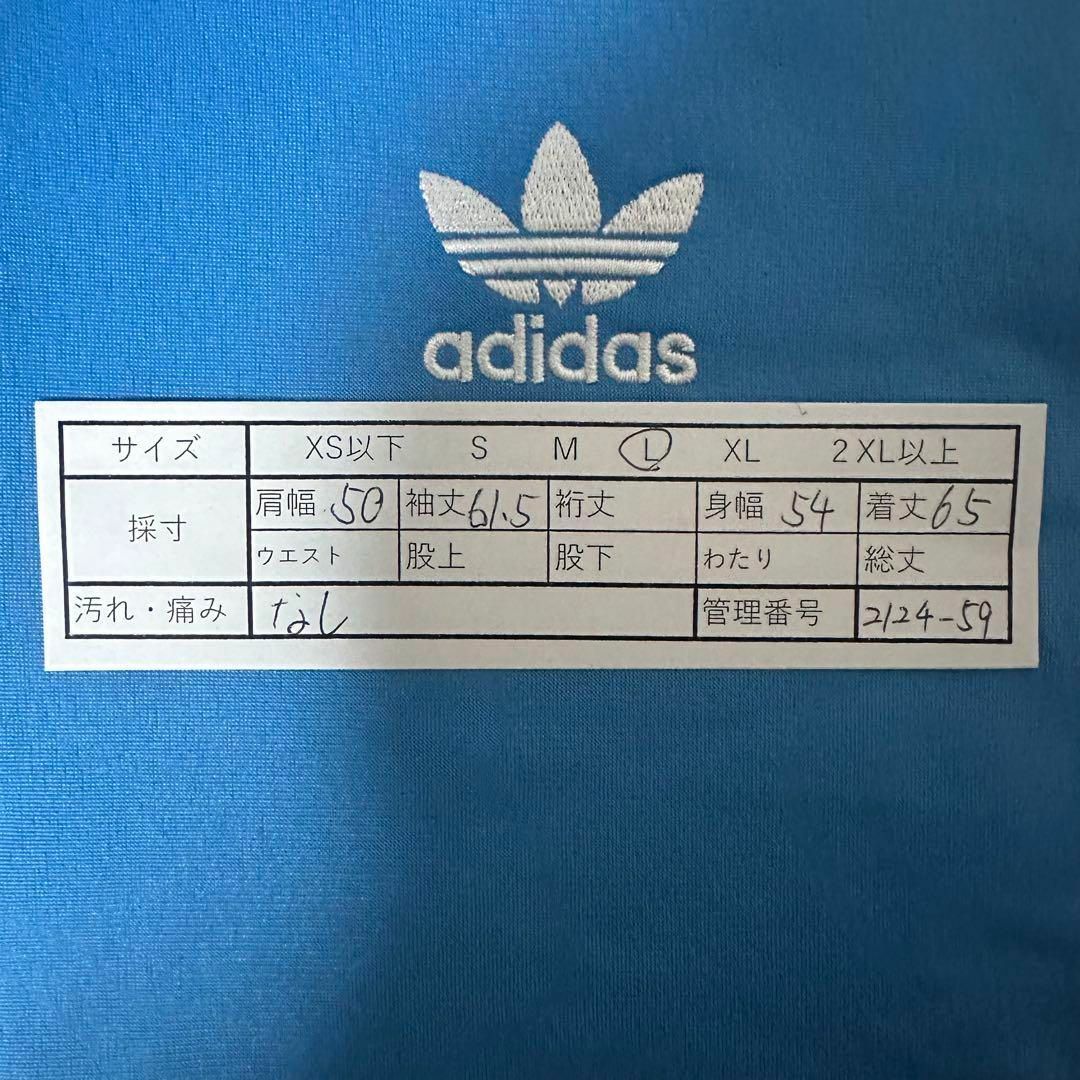 adidas
サイズ XS以下 S M L XL 2XL以上
採寸 肩幅 50 袖丈 61.5 裄丈 身幅 54 着丈 65
ウエスト 股上 股下 わたり 総丈
汚れ・痛み なし 管理番号 2124-59